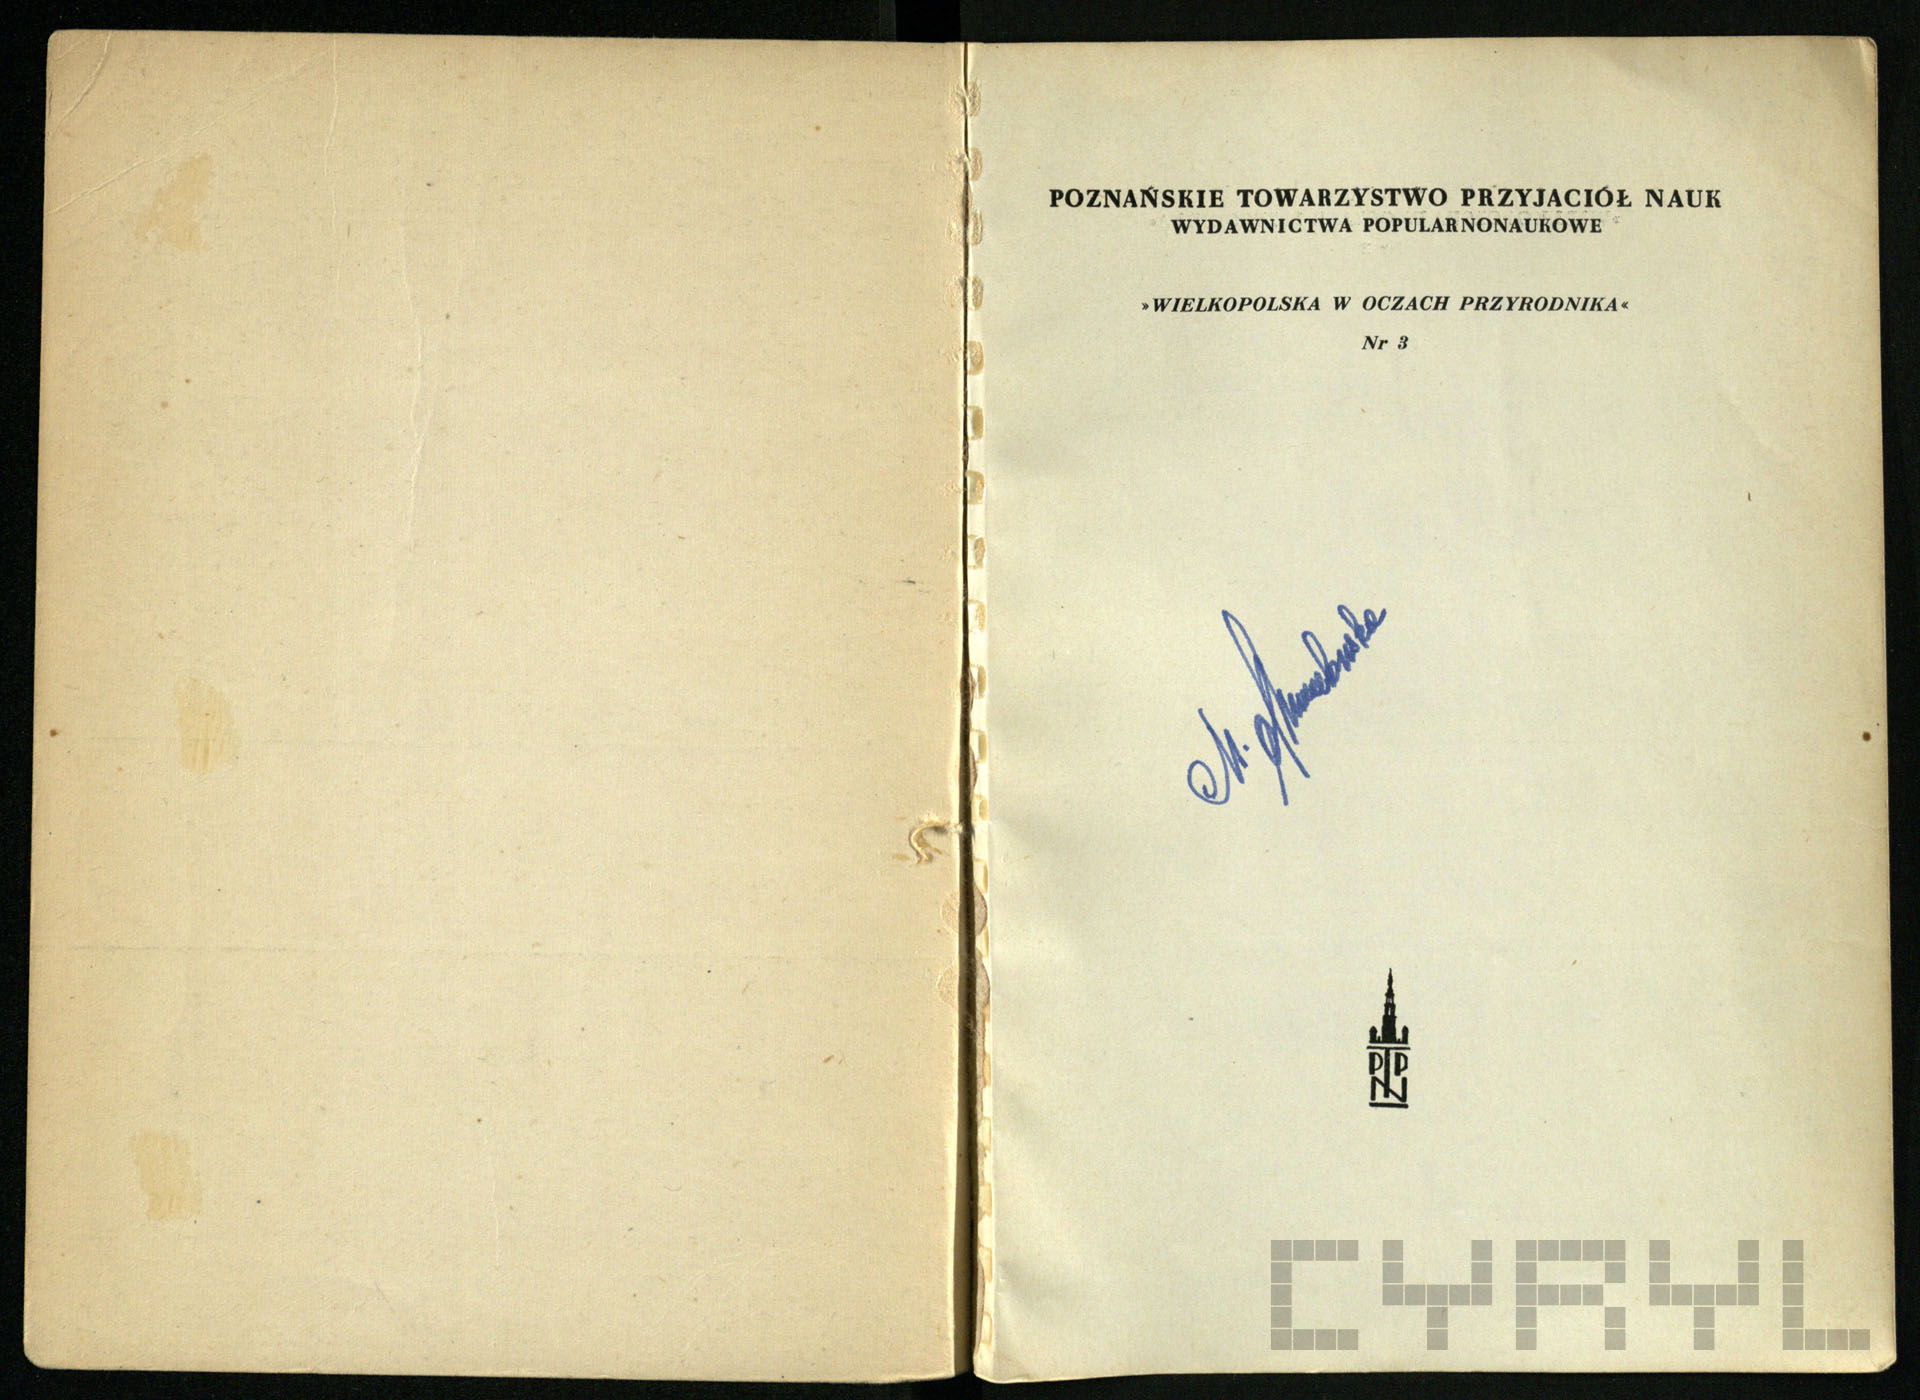 POZNAŃSKIE TOWARZYSTWO PRZYJACIÓŁ NAUK
WYDAWNICTWA POPULARNONAUKOWE
»WIELKOPOLSKA W OCZACH PRZYRODNIKA«
Nr 3
M.
PTPN
CYRYL